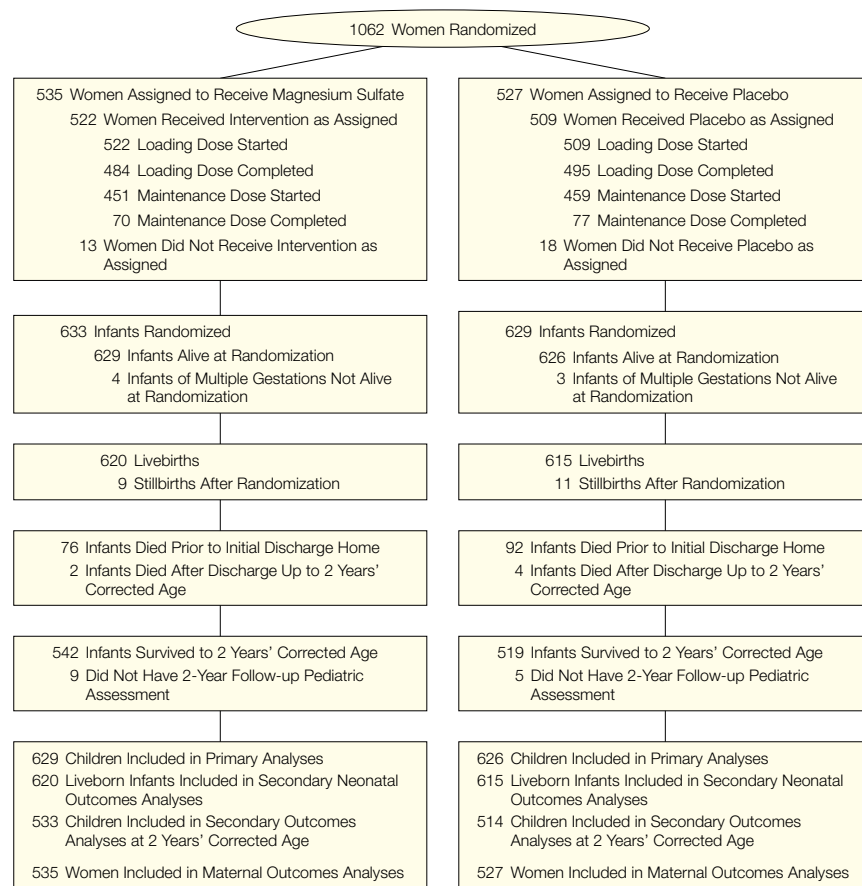 1062 Women Randomized
535 Women Assigned to Receive Magnesium Sulfate
522 Women Received Intervention as Assigned
522 Loading Dose Started
484 Loading Dose Completed
451 Maintenance Dose Started
70 Maintenance Dose Completed
13 Women Did Not Receive Intervention as
Assigned
527 Women Assigned to Receive Placebo
509 Women Received Placebo as Assigned
509 Loading Dose Started
495 Loading Dose Completed
459 Maintenance Dose Started
77 Maintenance Dose Completed
18 Women Did Not Receive Placebo as
Assigned
633 Infants Randomized
629 Infants Alive at Randomization
4 Infants of Multiple Gestations Not Alive
at Randomization
629 Infants Randomized
626 Infants Alive at Randomization
3 Infants of Multiple Gestations Not Alive
at Randomization
620 Livebirths
9 Stillbirths After Randomization
615 Livebirths
11 Stillbirths After Randomization
76 Infants Died Prior to Initial Discharge Home
2 Infants Died After Discharge Up to 2 Years’
Corrected Age
92 Infants Died Prior to Initial Discharge Home
4 Infants Died After Discharge Up to 2 Years’
Corrected Age
542 Infants Survived to 2 Years’ Corrected Age
9 Did Not Have 2-Year Follow-up Pediatric
Assessment
519 Infants Survived to 2 Years’ Corrected Age
5 Did Not Have 2-Year Follow-up Pediatric
Assessment
629 Children Included in Primary Analyses
620 Liveborn Infants Included in Secondary Neonatal
Outcomes Analyses
533 Children Included in Secondary Outcomes
Analyses at 2 Years’ Corrected Age
535 Women Included in Maternal Outcomes Analyses
626 Children Included in Primary Analyses
615 Liveborn Infants Included in Secondary Neonatal
Outcomes Analyses
514 Children Included in Secondary Outcomes
Analyses at 2 Years’ Corrected Age
527 Women Included in Maternal Outcomes Analyses